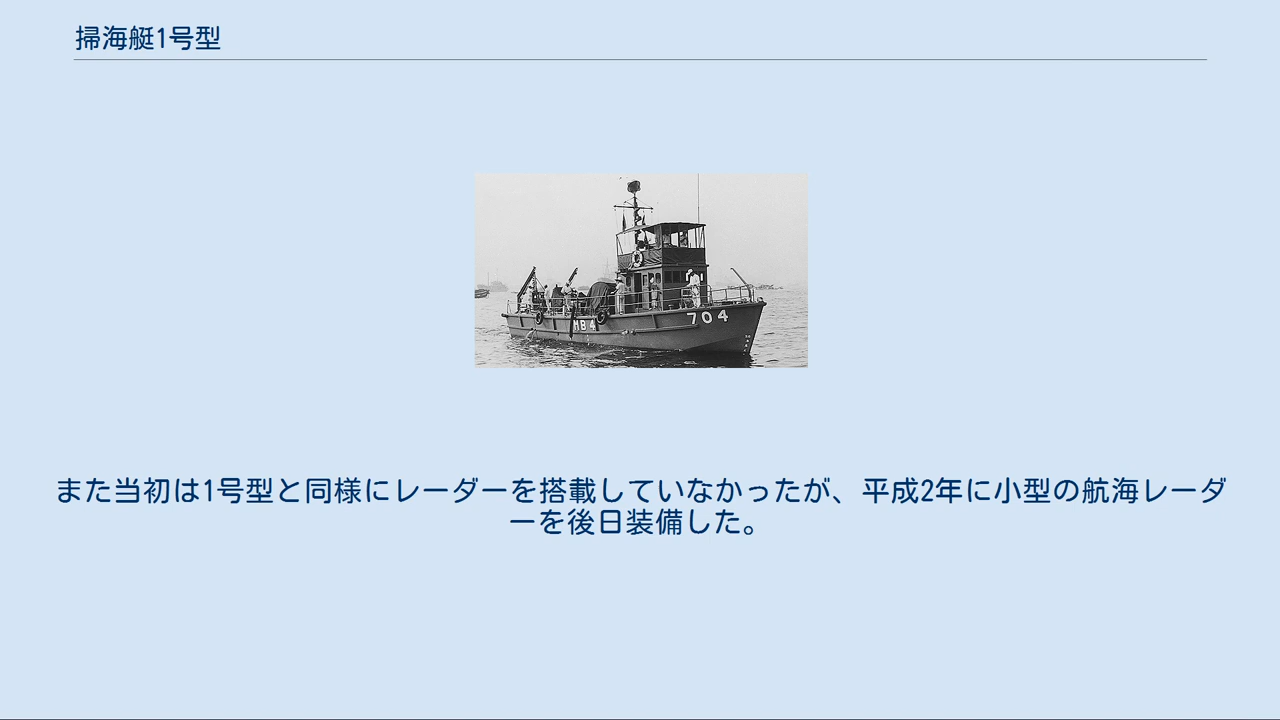 掃海艇1号型
MB4
704
また当初は1号型と同様にレーダーを搭載していなかったが、平成2年に小型の航海レーダ
ーを後日装備した。